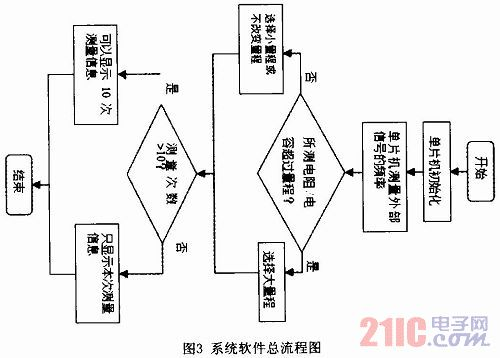 开始
单片机初始化
单片机测量外部
信号的频率
所测电阻/电
容超过量程?
否
是
选择小量程或
不改变量程
选择大量程
测量次数
>10?
是
否
可以显示 10 次
测量信息
只显示本次测量
信息
结束
图3 系统软件总流程图
21IC电子网
.com